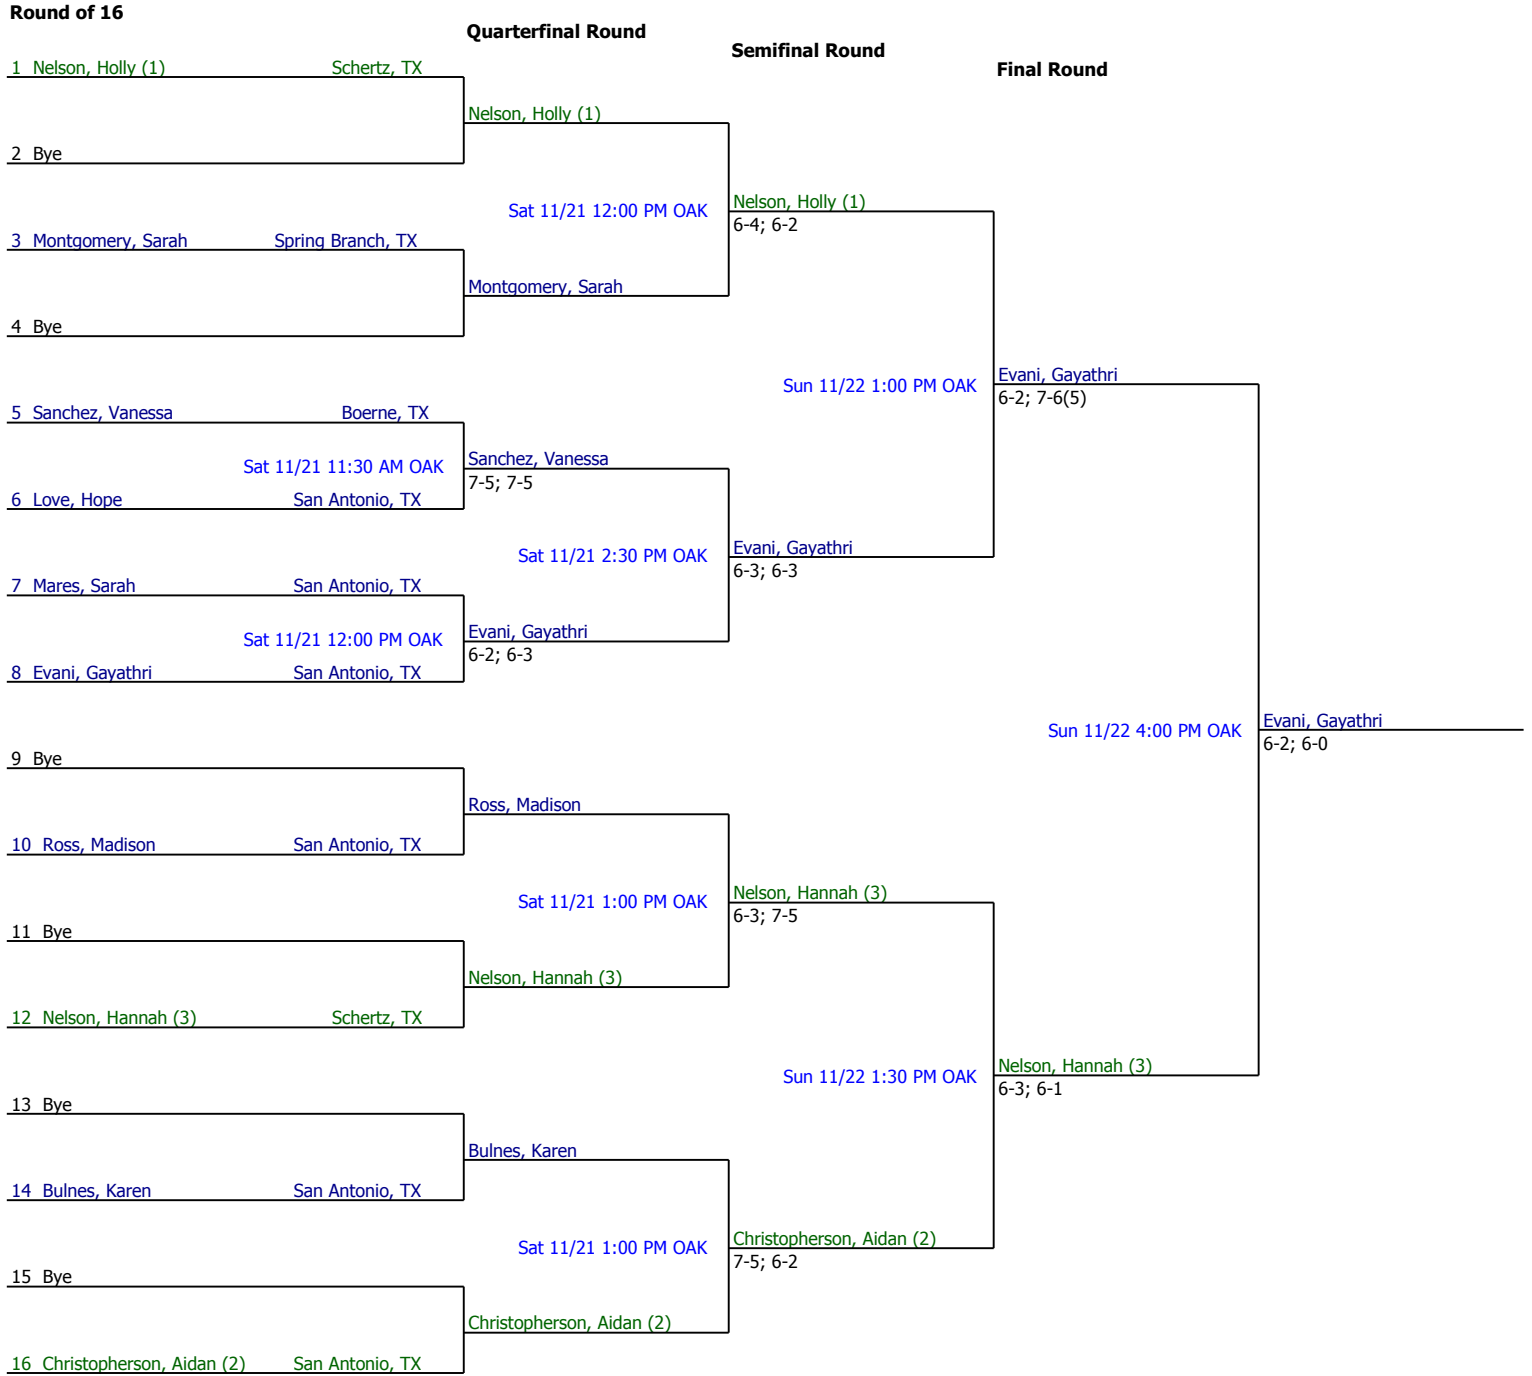 Round of 16
Quarterfinal Round
Semifinal Round
Final Round
1 Nelson, Holly (1) Schertz, TX
Nelson, Holly (1)
2 Bye
Sat 11/21 12:00 PM OAK
Nelson, Holly (1)
6-4; 6-2
3 Montgomery, Sarah Spring Branch, TX
Montgomery, Sarah
4 Bye
Sun 11/22 1:00 PM OAK
Evani, Gayathri
6-2; 7-6(5)
5 Sanchez, Vanessa Boerne, TX
Sat 11/21 11:30 AM OAK
Sanchez, Vanessa
7-5; 7-5
6 Love, Hope San Antonio, TX
Sat 11/21 2:30 PM OAK
Evani, Gayathri
6-3; 6-3
7 Mares, Sarah San Antonio, TX
Sat 11/21 12:00 PM OAK
Evani, Gayathri
6-2; 6-3
8 Evani, Gayathri San Antonio, TX
Sun 11/22 4:00 PM OAK
Evani, Gayathri
6-2; 6-0
9 Bye
Ross, Madison
10 Ross, Madison San Antonio, TX
Sat 11/21 1:00 PM OAK
Nelson, Hannah (3)
6-3; 7-5
11 Bye
Nelson, Hannah (3)
12 Nelson, Hannah (3) Schertz, TX
Sun 11/22 1:30 PM OAK
Nelson, Hannah (3)
6-3; 6-1
13 Bye
Bulnes, Karen
14 Bulnes, Karen San Antonio, TX
Sat 11/21 1:00 PM OAK
Christopherson, Aidan (2)
7-5; 6-2
15 Bye
Christopherson, Aidan (2)
16 Christopherson, Aidan (2) San Antonio, TX